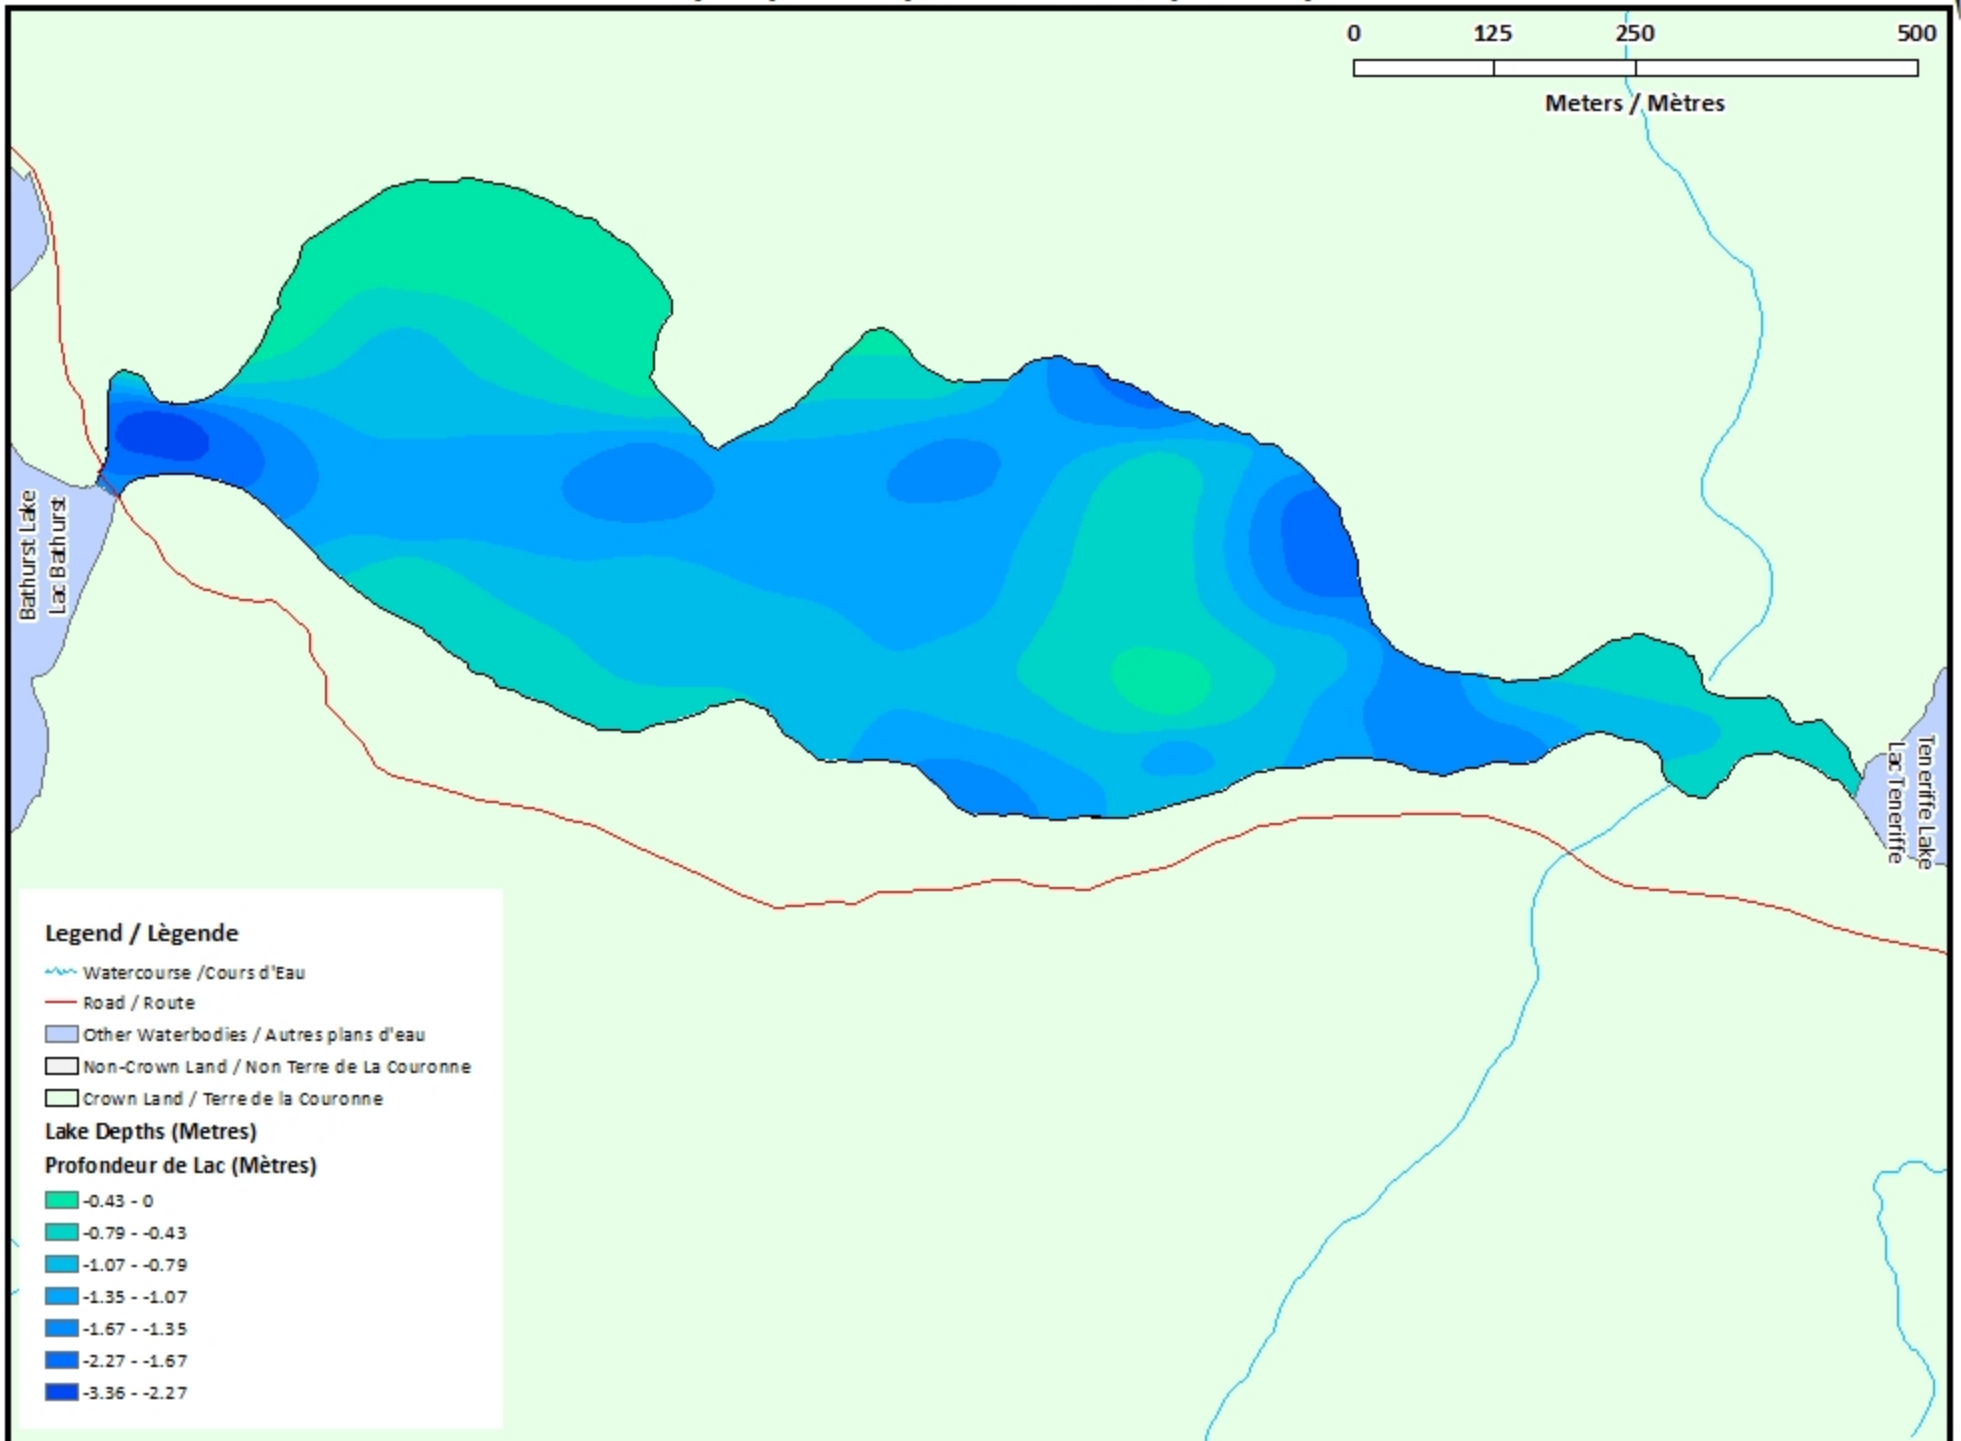 0 125 250 500
Meters / Mètres
Bathurst Lake
Lac Bathurst
Teneriffe Lake
Lac Teneriffe
Legend / Lègende
Watercourse /Cours d'Eau
Road / Route
Other Waterbodies / Autres plans d'eau
Non-Crown Land / Non Terre de La Couronne
Crown Land / Terre de la Couronne
Lake Depths (Metres)
Profondeur de Lac (Mètres)
-0.43 - 0
-0.79 - -0.43
-1.07 - -0.79
-1.35 - -1.07
-1.67 - -1.35
-2.27 - -1.67
-3.36 - -2.27